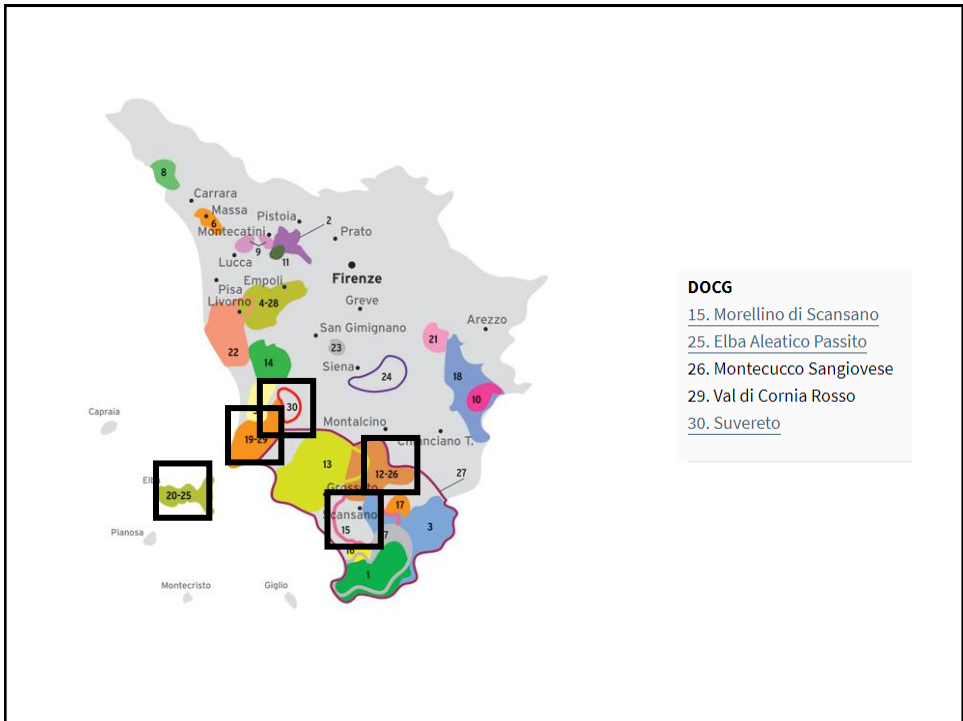 8
Carrara
Massa
6
Pistoia
2
Montecatini
Prato
9
11
Lucca
Firenze
Empoli
Pisa
4-28
Livorno
Greve
Arezzo
San Gimignano
21
23
22
14
Siena
24
18
10
30
Capraia
Montalcino
Chianciano T.
19-29
13
12-26
27
20-25
Grosseto
17
Scansano
15
3
Pianosa
7
16
1
Montecristo
Giglio
DOCG
15. Morellino di Scansano
25. Elba Aleatico Passito
26. Montecucco Sangiovese
29. Val di Cornia Rosso
30. Suvereto